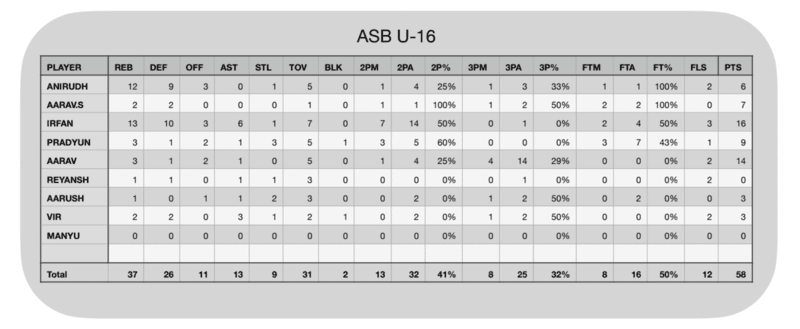 ASB U-16
PLAYER REB DEF OFF AST STL TOV BLK 2PM 2PA 2P% 3PM 3PA 3P% FTM FTA FT% FLS PTS
ANIRUDH 12 9 3 0 1 5 0 1 4 25% 1 3 33% 1 1 100% 2 6
AARAV.S 2 2 0 0 0 1 0 1 1 100% 1 2 50% 2 2 100% 0 7
IRFAN 13 10 3 6 1 7 0 7 14 50% 0 1 0% 2 4 50% 3 16
PRADYUN 3 1 2 1 3 5 1 3 5 60% 0 0 0% 3 7 43% 1 9
AARAV 3 1 2 1 0 5 0 1 4 25% 4 14 29% 0 0 0% 2 14
REYANSH 1 1 0 1 1 3 0 0 0 0% 0 1 0% 0 0 0% 2 0
AARUSH 1 0 1 1 2 3 0 0 2 0% 1 2 50% 0 2 0% 0 3
VIR 2 2 0 3 1 2 1 0 2 0% 1 2 50% 0 0 0% 2 3
MANYU 0 0 0 0 0 0 0 0 0 0% 0 0 0% 0 0 0% 0 0
Total 37 26 11 13 9 31 2 13 32 41% 8 25 32% 8 16 50% 12 58